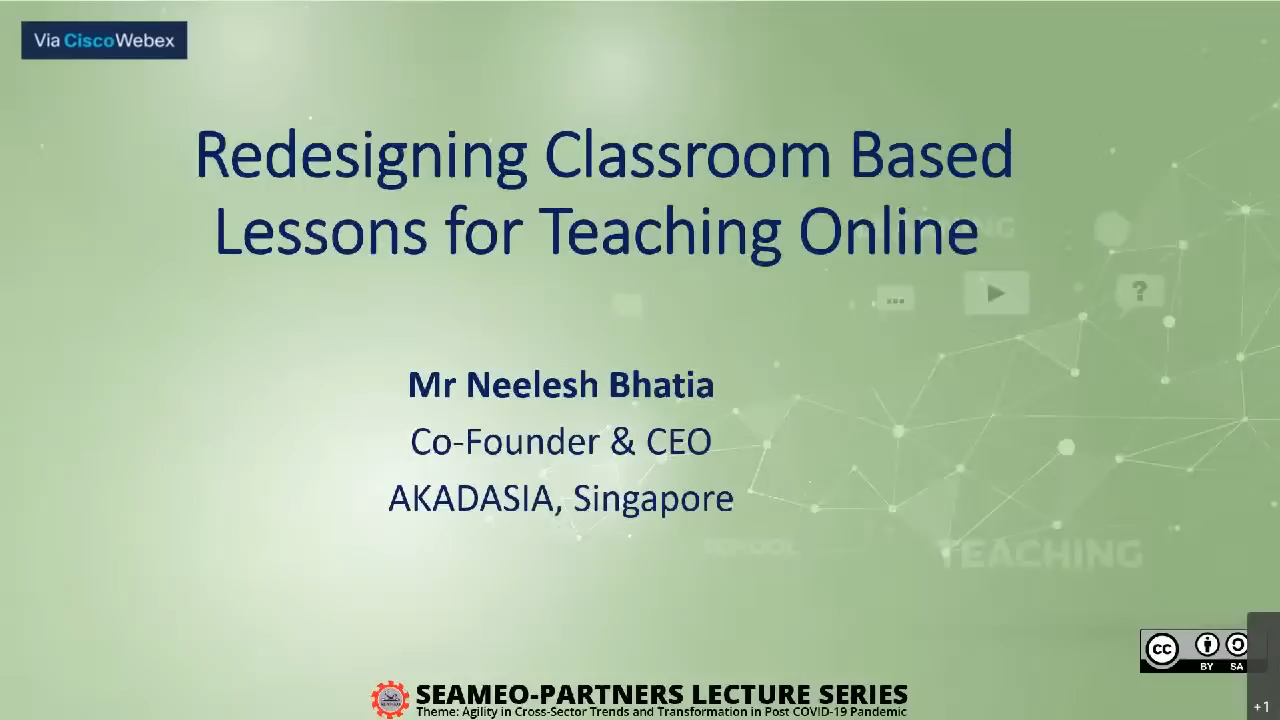 Via CiscoWebex
Redesigning Classroom Based
Lessons for Teaching Online
...
?
Mr Neelesh Bhatia
Co-Founder & CEO
AKADASIA, Singapore
SCHOOL
TEACHING
cc
BY SA
SEAMEO-PARTNERS LECTURE SERIES
Theme: Agility in Cross-Sector Trends and Transformation in Post COVID-19 Pandemic
+1